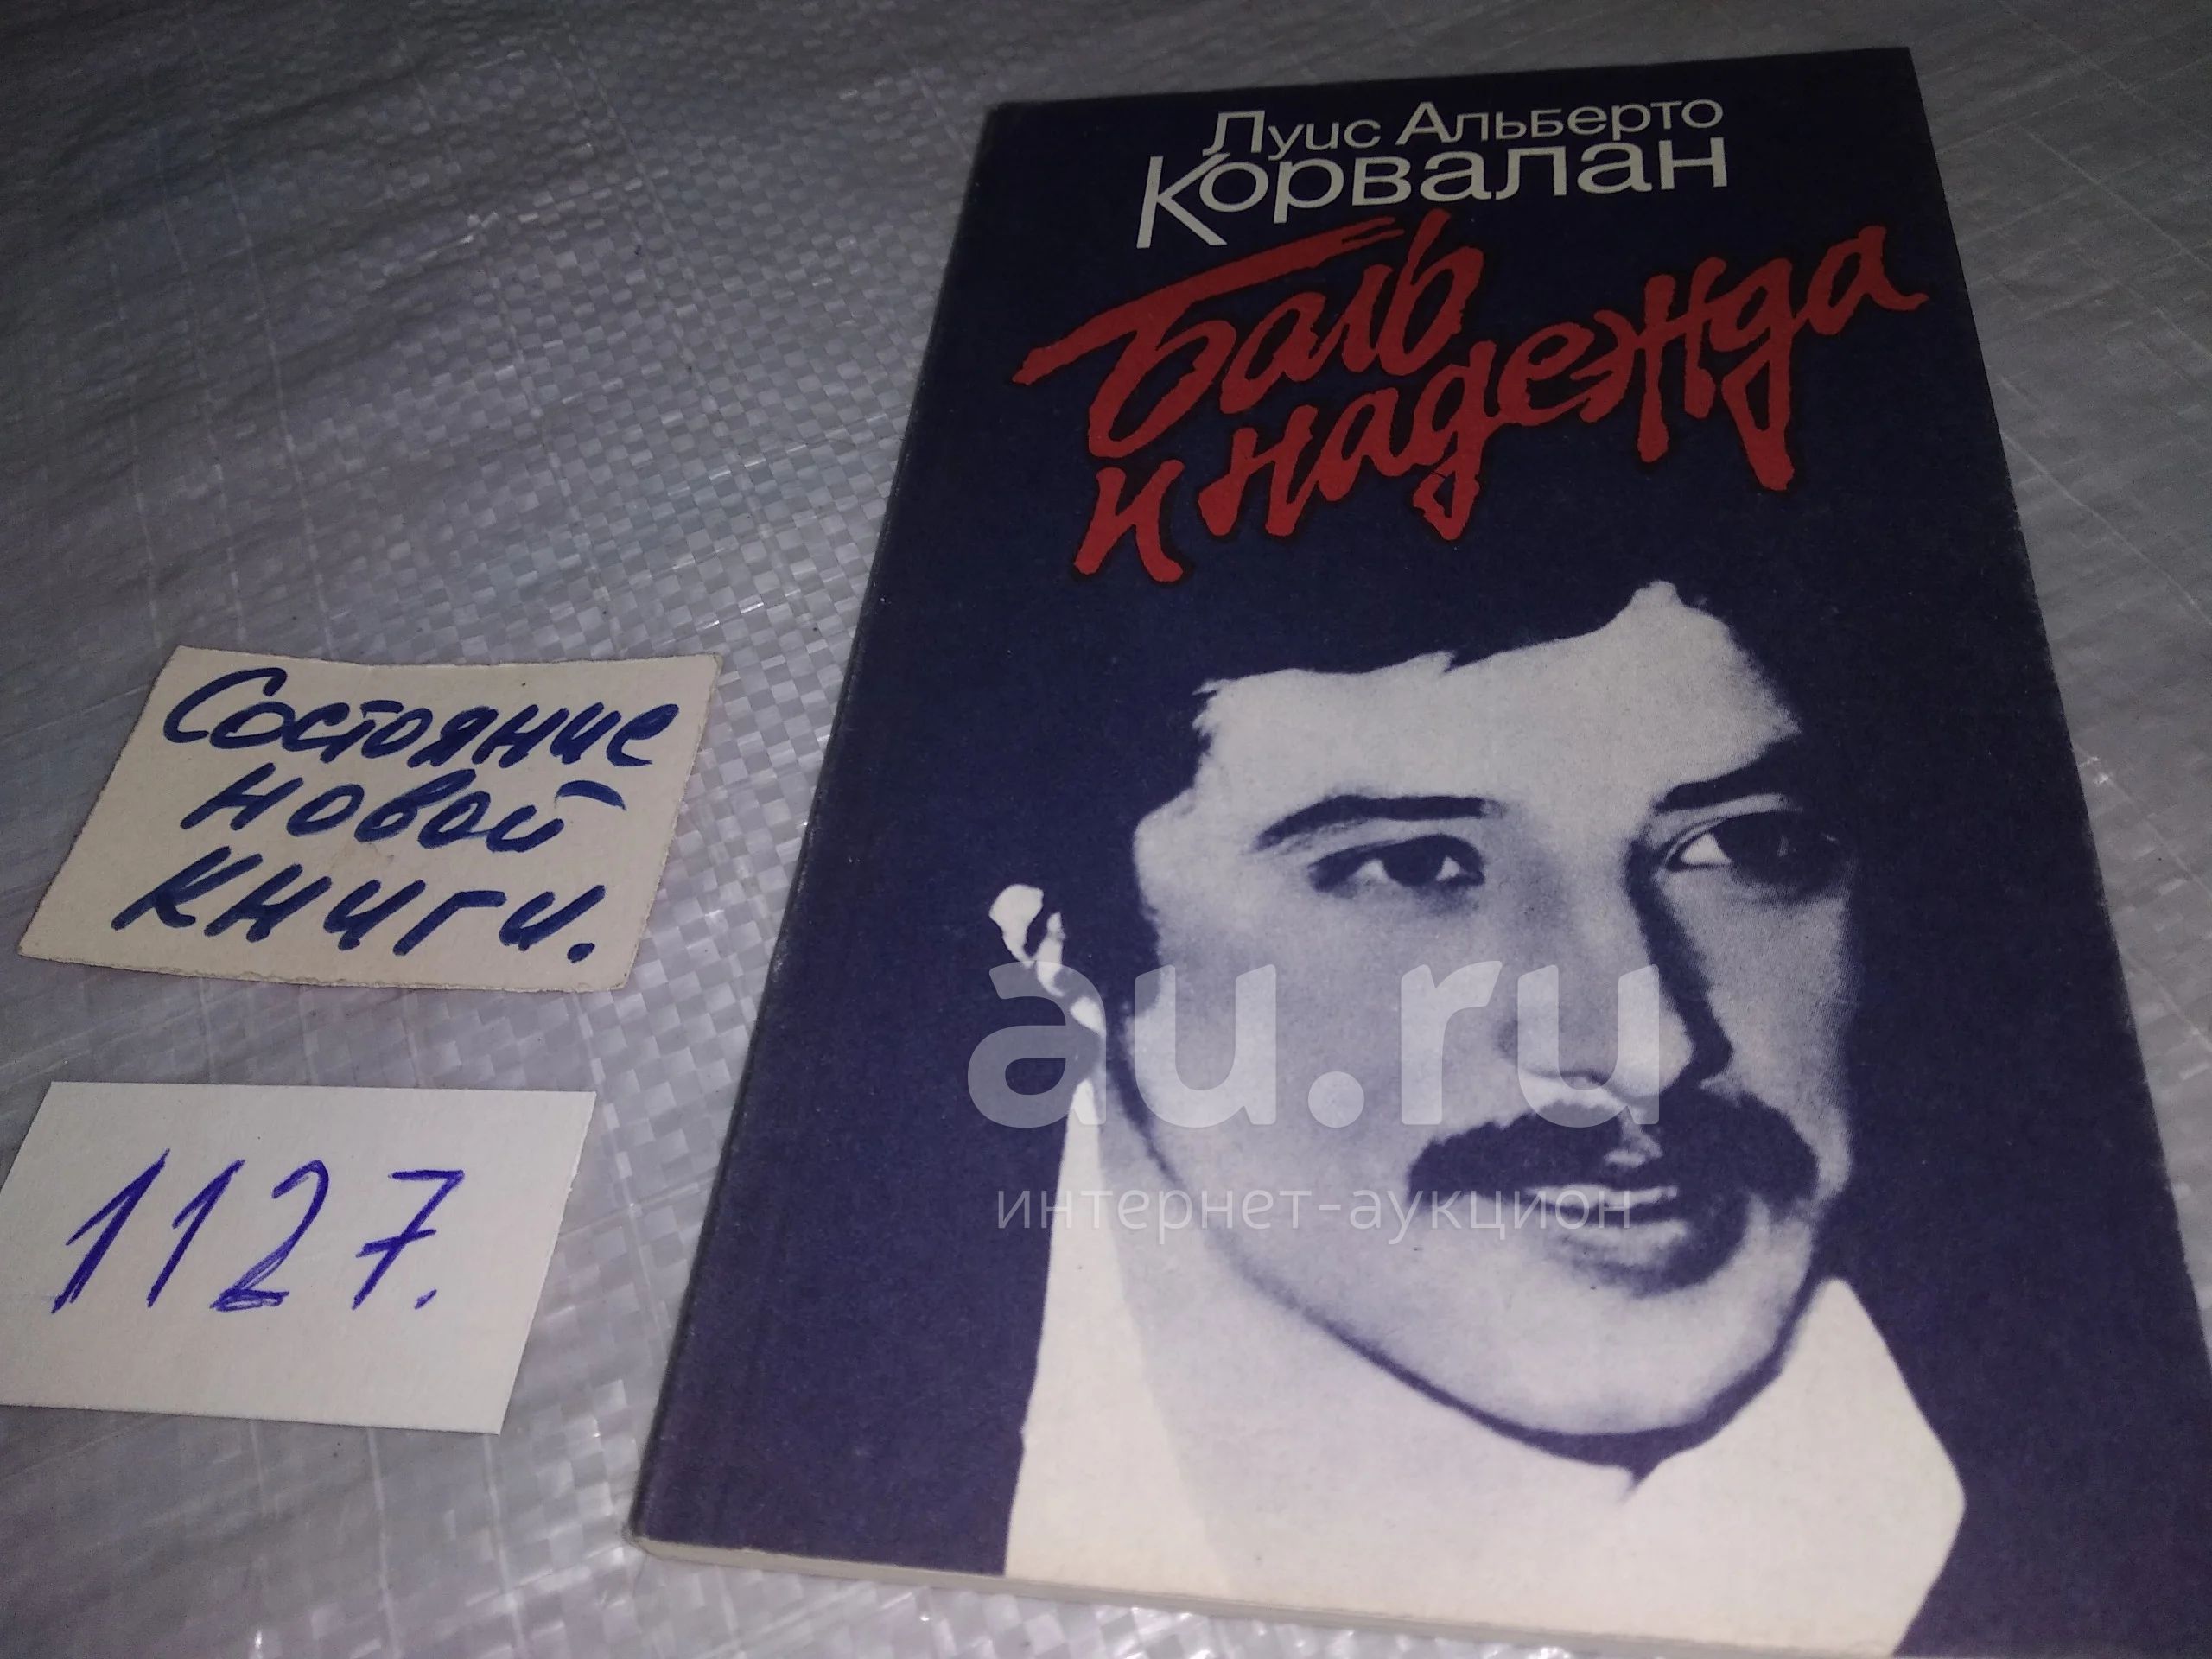 Луис Альберто
Корвалан
Боль
и надежда
Состояние
новой
книги.
1127.
au.ru
интернет-аукцион